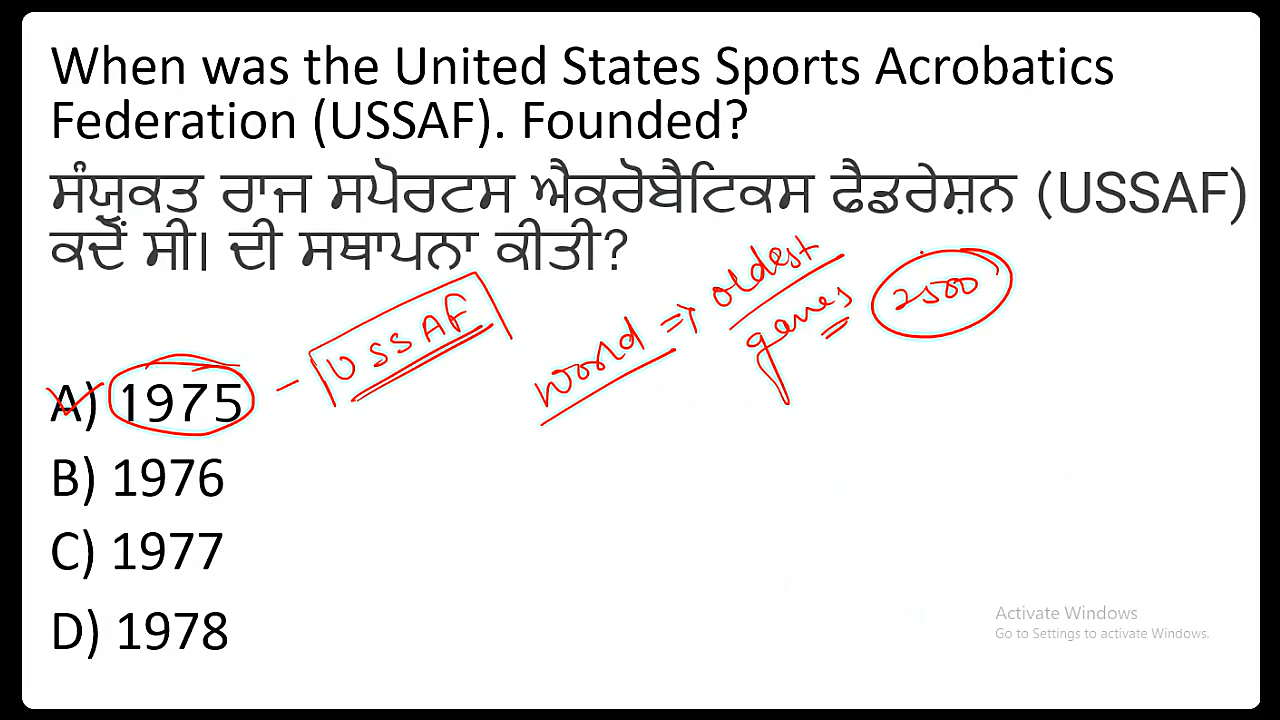 When was the United States Sports Acrobatics
Federation (USSAF). Founded?
ਸੰਯੁਕਤ ਰਾਜ ਸਪੋਰਟਸ ਐਕਰੋਬੈਟਿਕਸ ਫੈਡਰੇਸ਼ਨ (USSAF)
ਕਦੋਂ ਸੀ। ਦੀ ਸਥਾਪਨਾ ਕੀਤੀ?
A) 1975 - USSAF
world ⇒ oldest
games 2500
B) 1976
C) 1977
D) 1978
Activate Windows
Go to Settings to activate Windows.